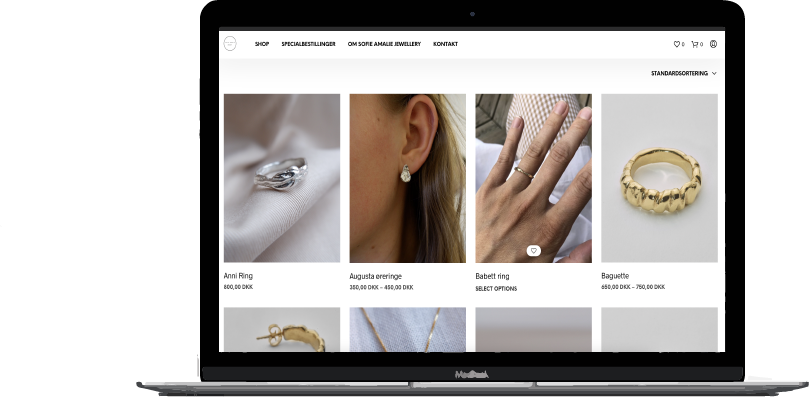 SHOP SPECIALBESTILLINGER OM SOFIE AMALIE JEWELLERY KONTAKT 0 0
STANDARDSORTERING
Anni Ring Augusta øreringe Babett ring Baguette
800,00 DKK 350,00 DKK – 450,00 DKK SELECT OPTIONS 650,00 DKK – 750,00 DKK